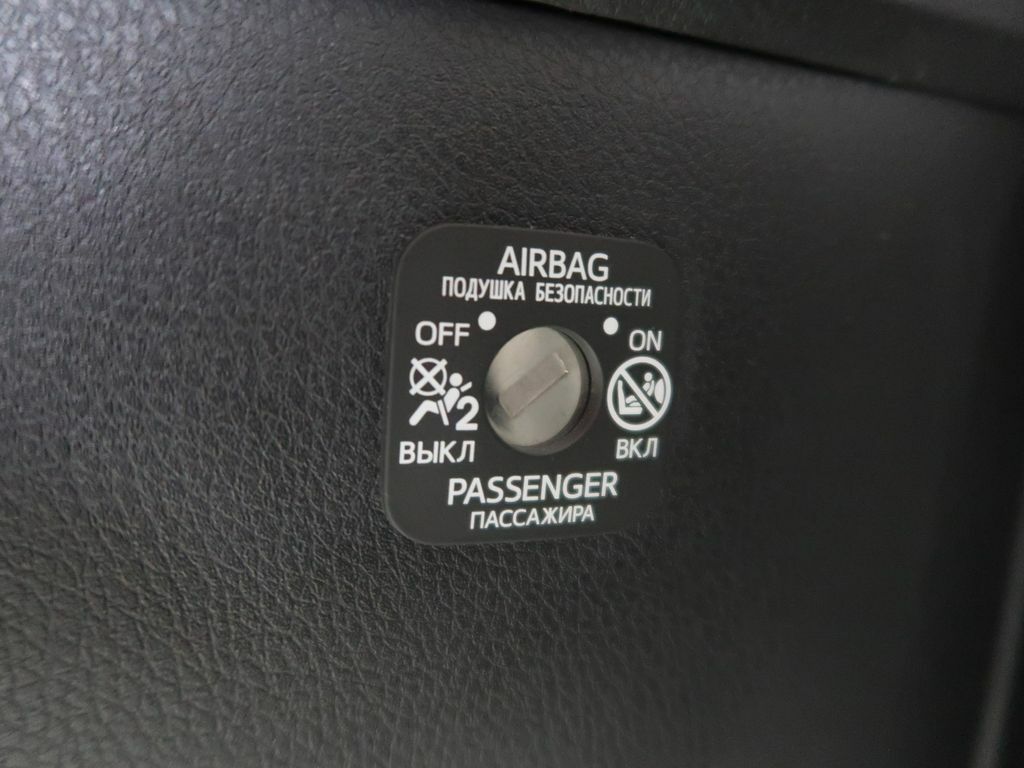 AIRBAG
ПОДУШКА БЕЗОПАСНОСТИ
OFF ON
2
ВЫКЛ ВКЛ
PASSENGER
ПАССАЖИРА